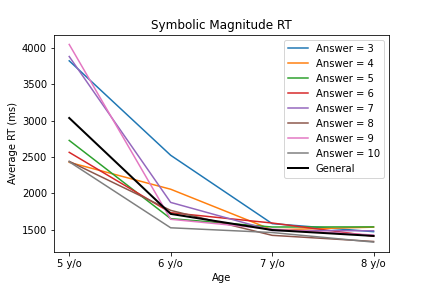 Symbolic Magnitude RT
4000
3500
3000
2500
2000
1500
Average RT (ms)
Answer = 3
Answer = 4
Answer = 5
Answer = 6
Answer = 7
Answer = 8
Answer = 9
Answer = 10
General
5 y/o
6 y/o
7 y/o
8 y/o
Age